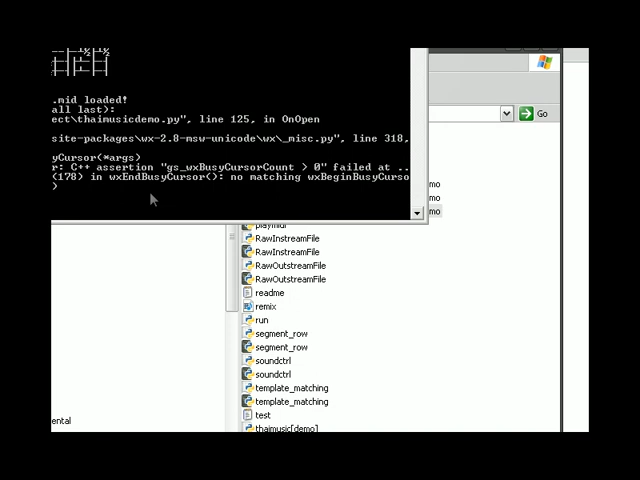 .mid loaded!
all last):
ect\thaimusicdemo.py", line 125, in OnOpen
site-packages\wx-2.8-msw-unicode\wx\_misc.py", line 318,
yCursor(*args)
r: C++ assertion "gs_wxBusyCursorCount > 0" failed at ..
(178) in wxEndBusyCursor(): no matching wxBeginBusyCurso
)
Go
mo
mo
mo
playmidi
RawInstreamFile
RawInstreamFile
RawOutstreamFile
RawOutstreamFile
readme
remix
run
segment_row
segment_row
soundctrl
soundctrl
template_matching
template_matching
test
ental
thaimusic[demo]